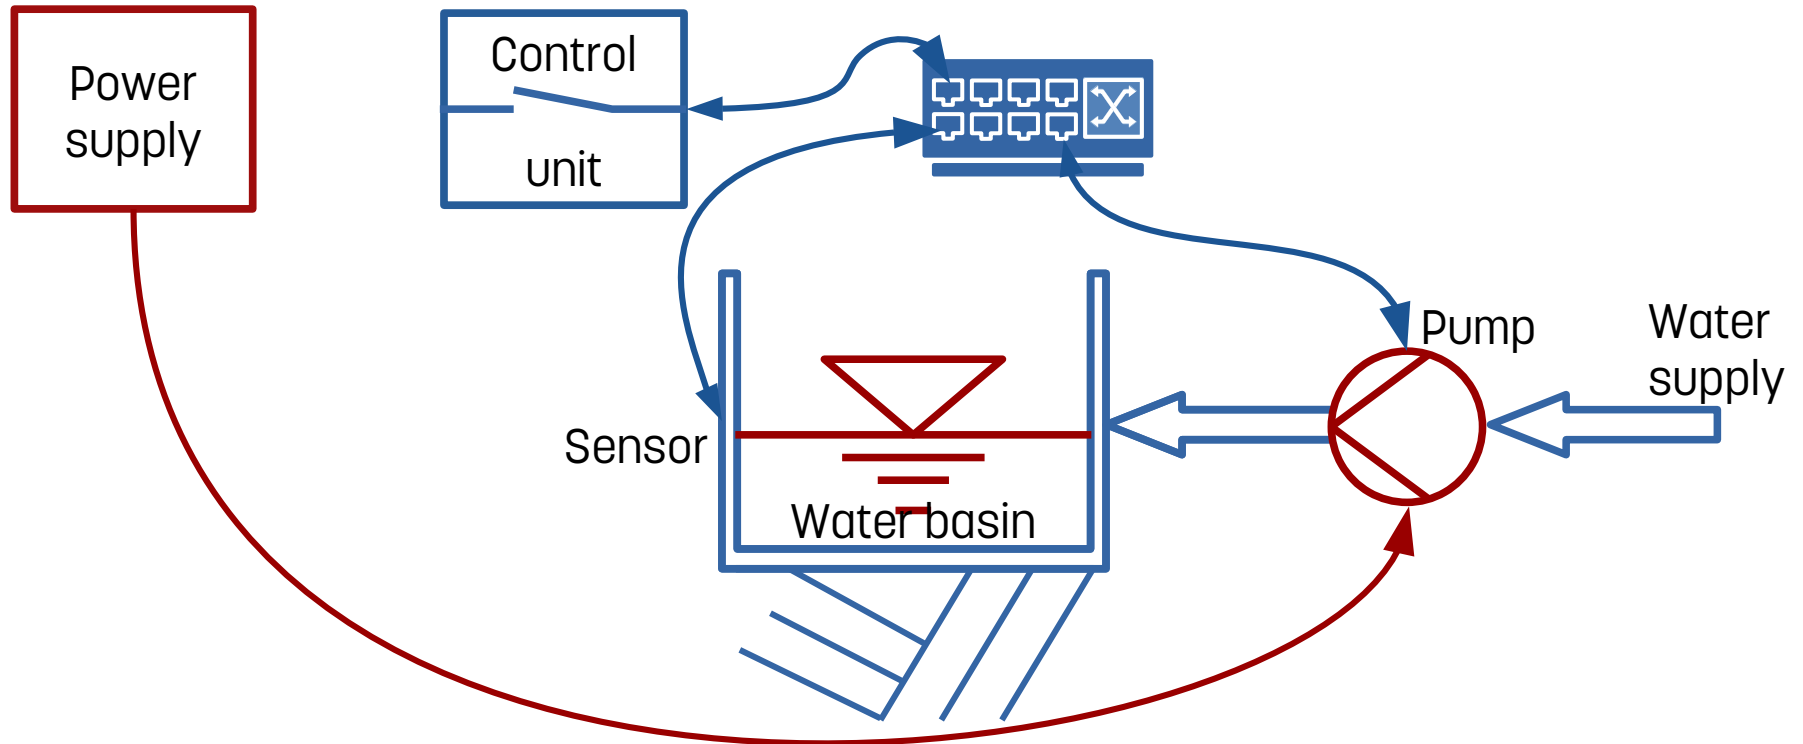 Power
supply
Control
unit
Pump
Water
supply
Sensor
Water basin